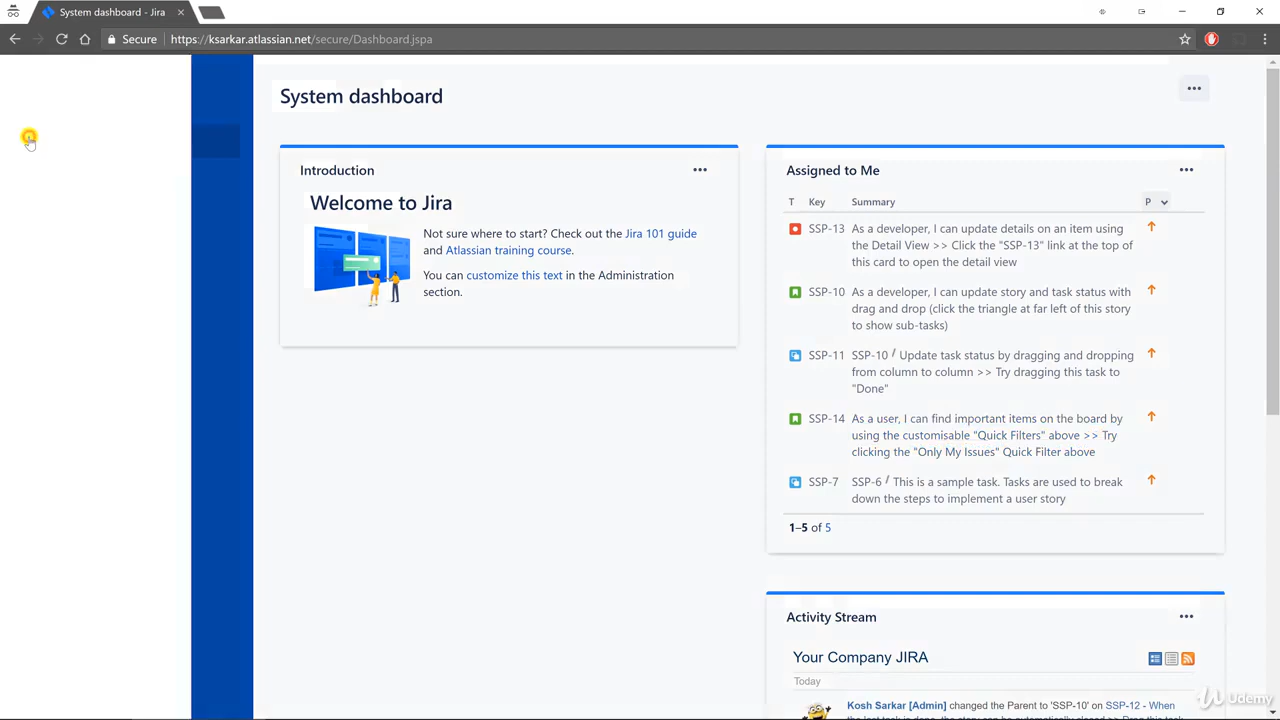 System dashboard - Jira
Secure
https://ksarkar.atlassian.net/secure/Dashboard.jspa
System dashboard
Introduction
Welcome to Jira
Not sure where to start? Check out the Jira 101 guide
and Atlassian training course.
You can customize this text in the Administration
section.
Assigned to Me
T Key Summary P
SSP-13 As a developer, I can update details on an item using
the Detail View >> Click the "SSP-13" link at the top of
this card to open the detail view
SSP-10 As a developer, I can update story and task status with
drag and drop (click the triangle at far left of this story
to show sub-tasks)
SSP-11 SSP-10 / Update task status by dragging and dropping
from column to column >> Try dragging this task to
"Done"
SSP-14 As a user, I can find important items on the board by
using the customisable "Quick Filters" above >> Try
clicking the "Only My Issues" Quick Filter above
SSP-7 SSP-6 / This is a sample task. Tasks are used to break
down the steps to implement a user story
1–5 of 5
Activity Stream
Your Company JIRA
Today
Kosh Sarkar [Admin] changed the Parent to 'SSP-10' on SSP-12 - When
Udemy